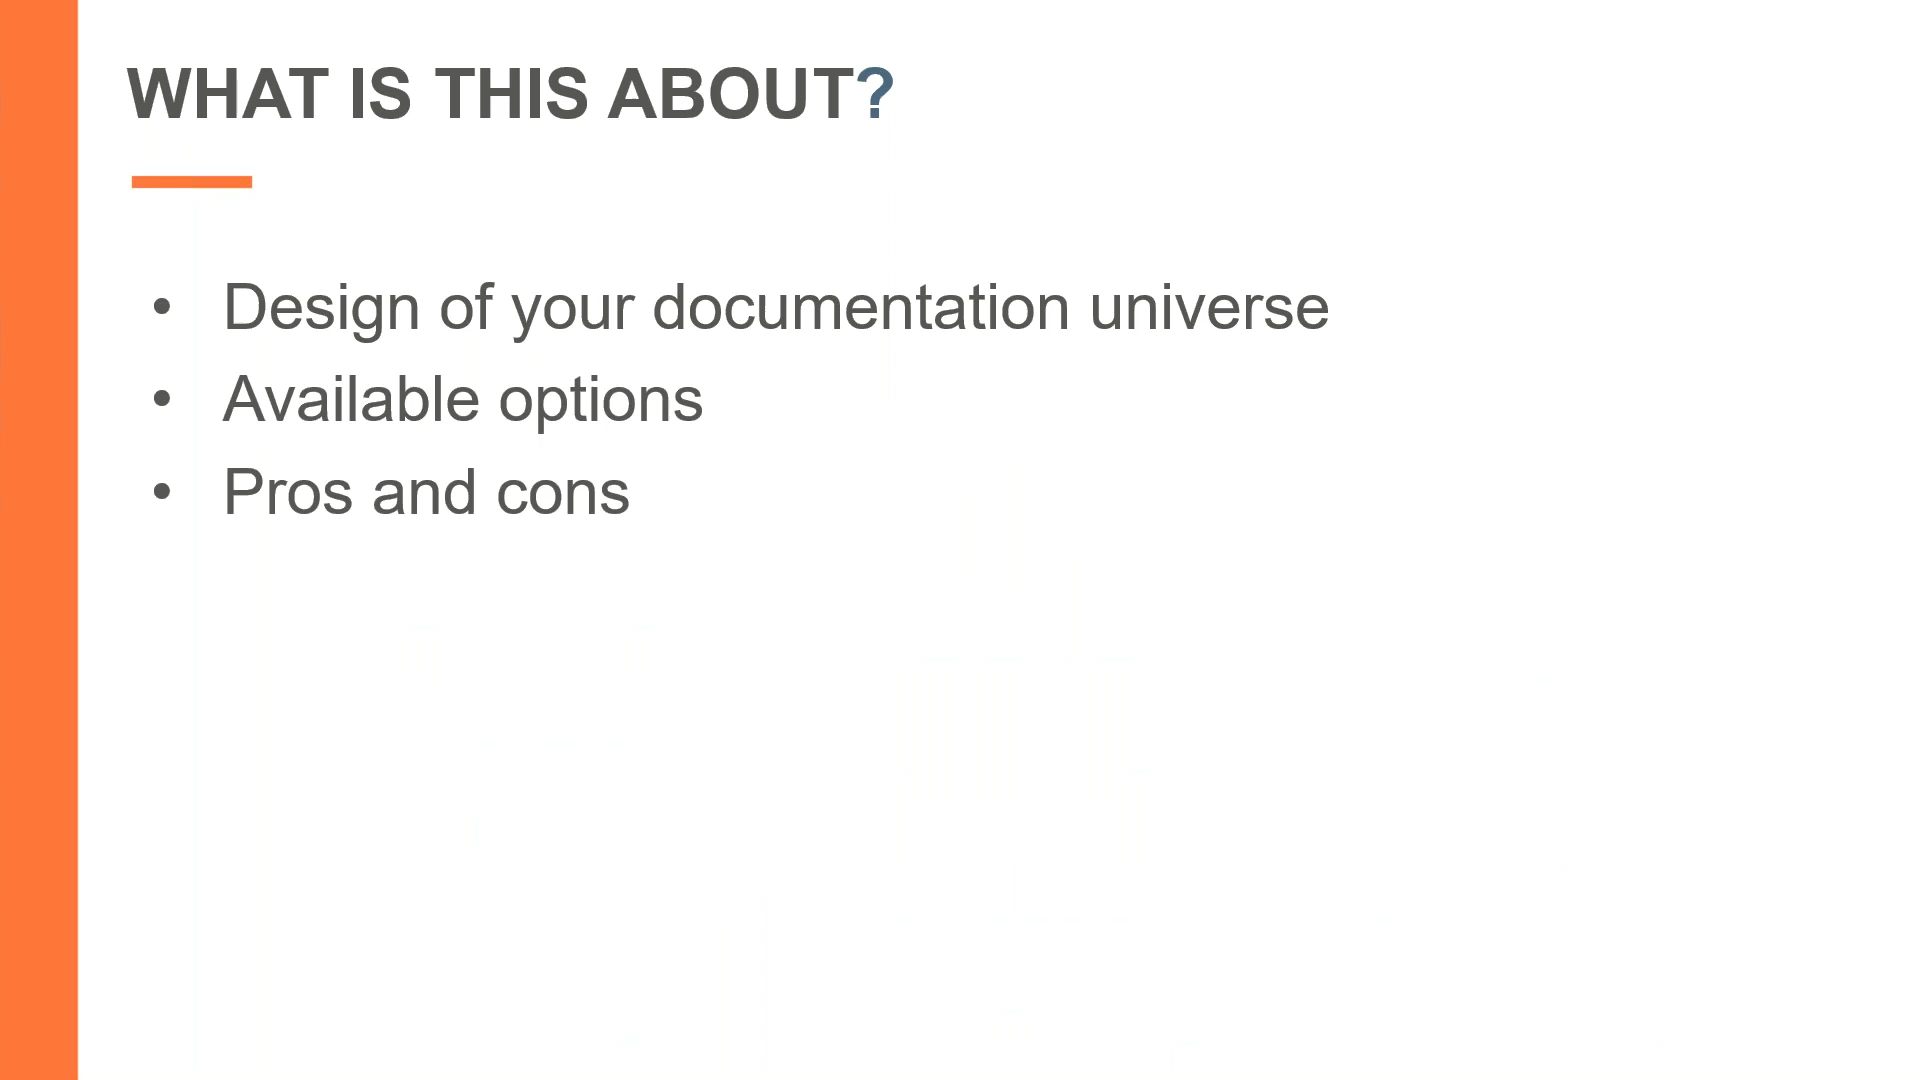 WHAT IS THIS ABOUT?
• Design of your documentation universe
• Available options
• Pros and cons